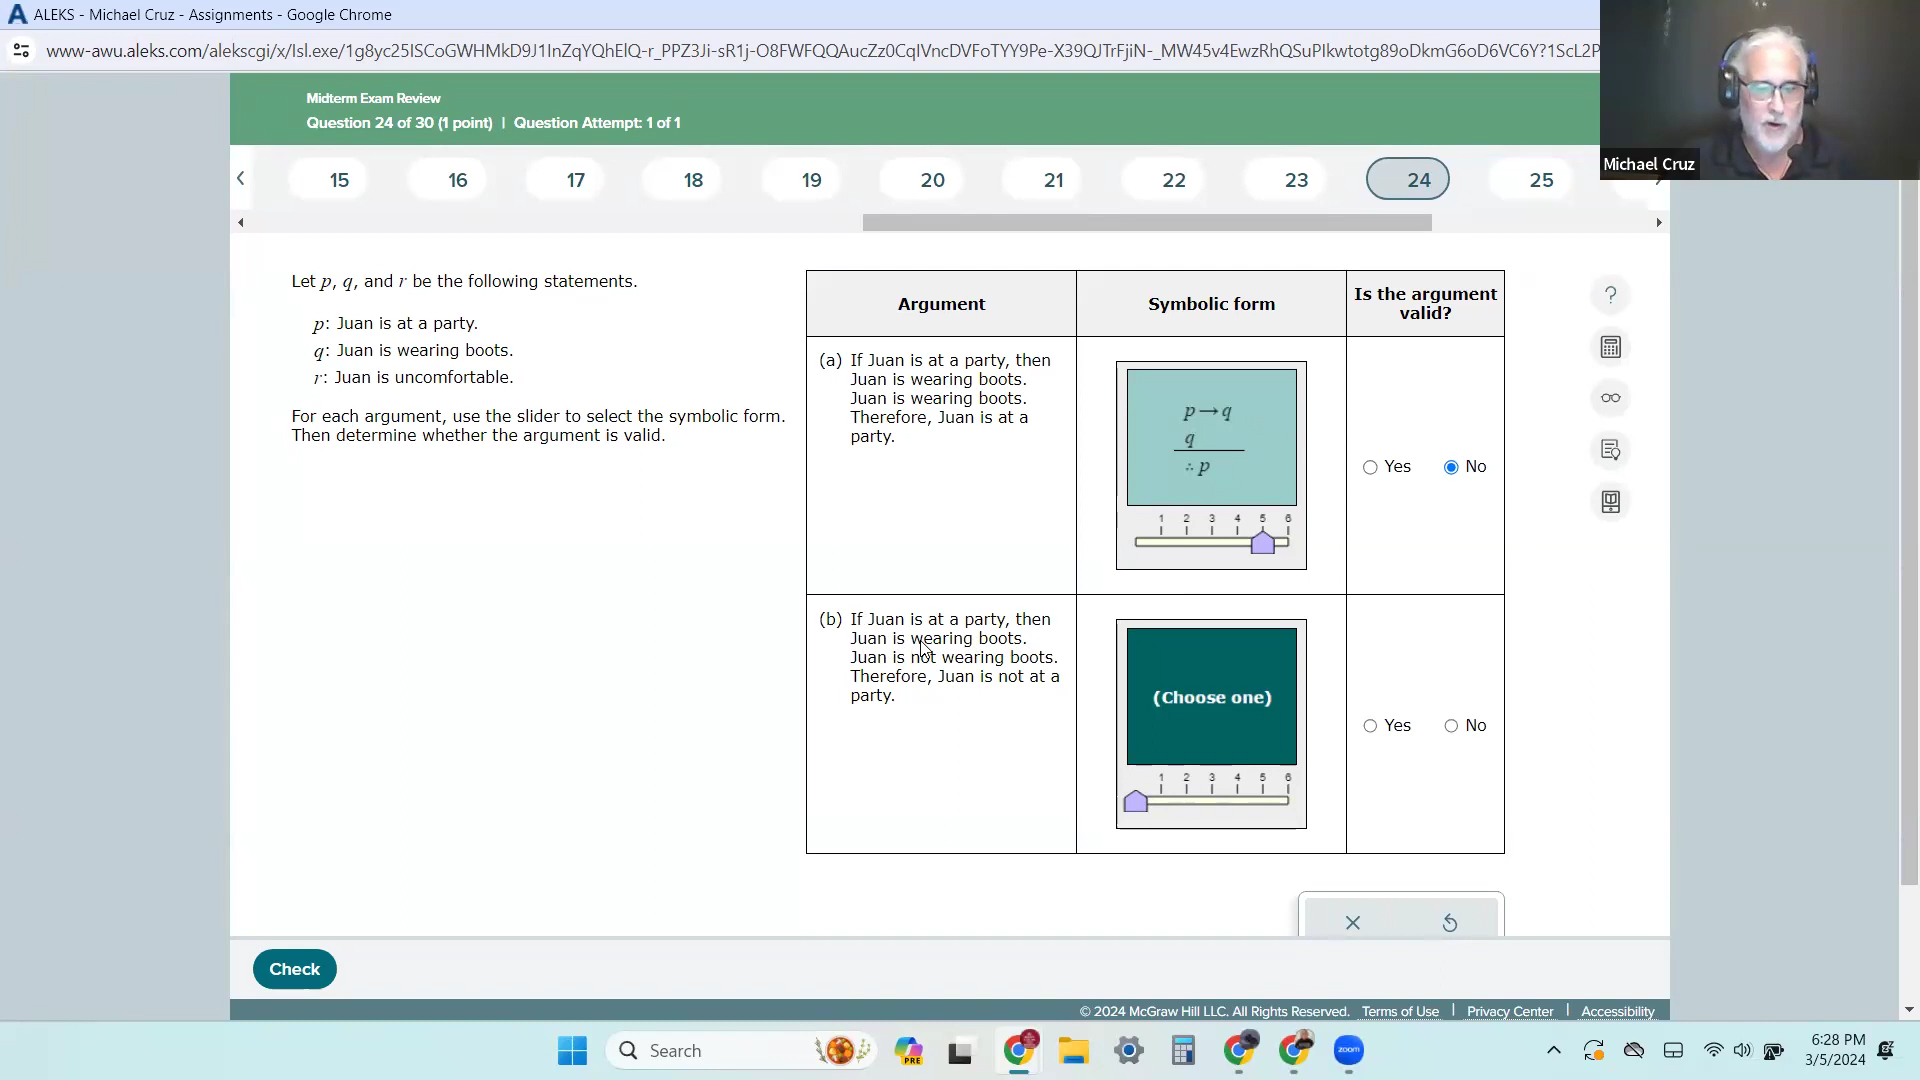 ALEKS - Michael Cruz - Assignments - Google Chrome
www-awu.aleks.com/alekscgi/x/Isl.exe/
Midterm Exam Review
Question 24 of 30 (1 point) | Question Attempt: 1 of 1
15 16 17 18 19 20 21 22 23 24 25
Michael Cruz
Let p, q, and r be the following statements.
p: Juan is at a party.
q: Juan is wearing boots.
r: Juan is uncomfortable.
For each argument, use the slider to select the symbolic form.
Then determine whether the argument is valid.
Argument
Symbolic form
Is the argument
valid?
(a) If Juan is at a party, then
Juan is wearing boots.
Juan is wearing boots.
Therefore, Juan is at a
party.
p→q
q
∴ p
1 2 3 4 5 6
Yes No
(b) If Juan is at a party, then
Juan is wearing boots.
Juan is not wearing boots.
Therefore, Juan is not at a
party.
(Choose one)
1 2 3 4 5 6
Yes No
?
Check
© 2024 McGraw Hill LLC. All Rights Reserved. Terms of Use | Privacy Center | Accessibility
Search
PRE
zoom
6:28 PM
3/5/2024